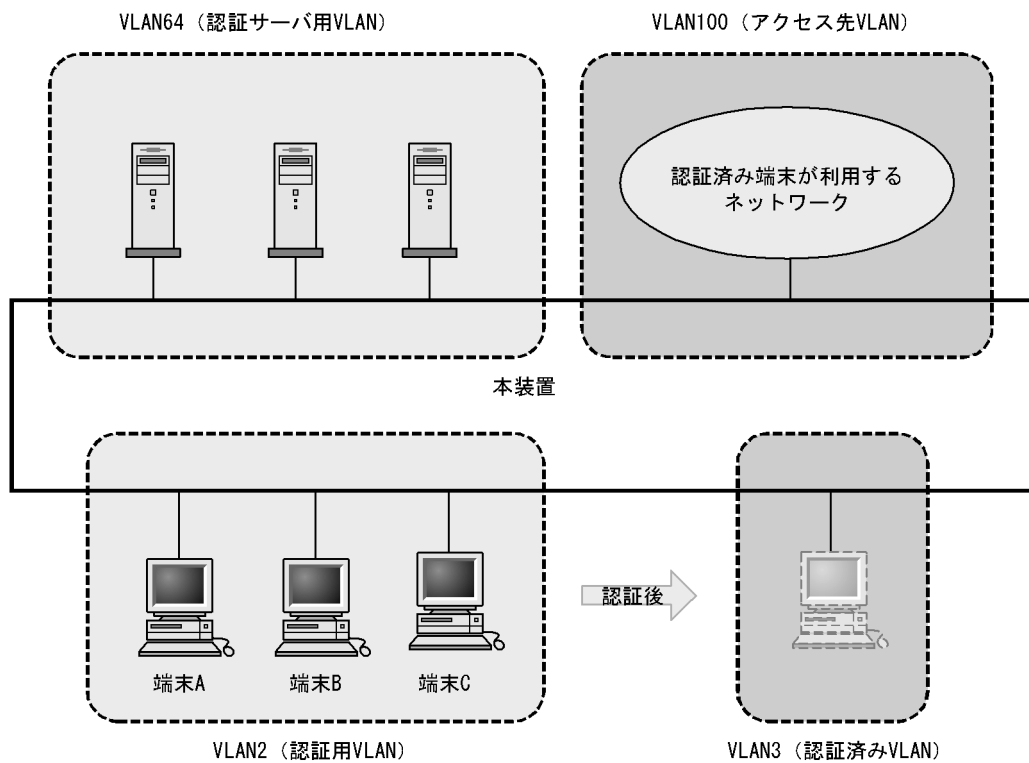 VLAN64（認証サーバ用VLAN）
VLAN100（アクセス先VLAN）
認証済み端末が利用する
ネットワーク
本装置
認証後
端末A
端末B
端末C
VLAN2（認証用VLAN）
VLAN3（認証済みVLAN）